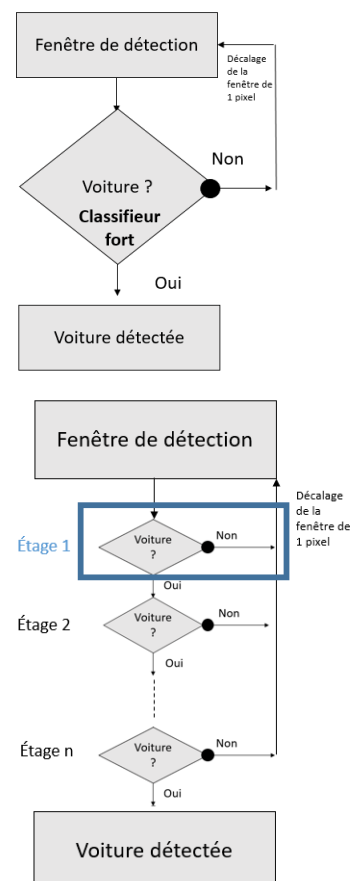 Fenêtre de détection
Décalage
de la
fenêtre de
1 pixel
Non
Voiture ?
Classifieur
fort
Oui
Voiture détectée
Fenêtre de détection
Décalage
de la
fenêtre de
1 pixel
Étage 1
Voiture
?
Non
Oui
Étage 2
Voiture
?
Non
Oui
Étage n
Voiture
?
Non
Oui
Voiture détectée